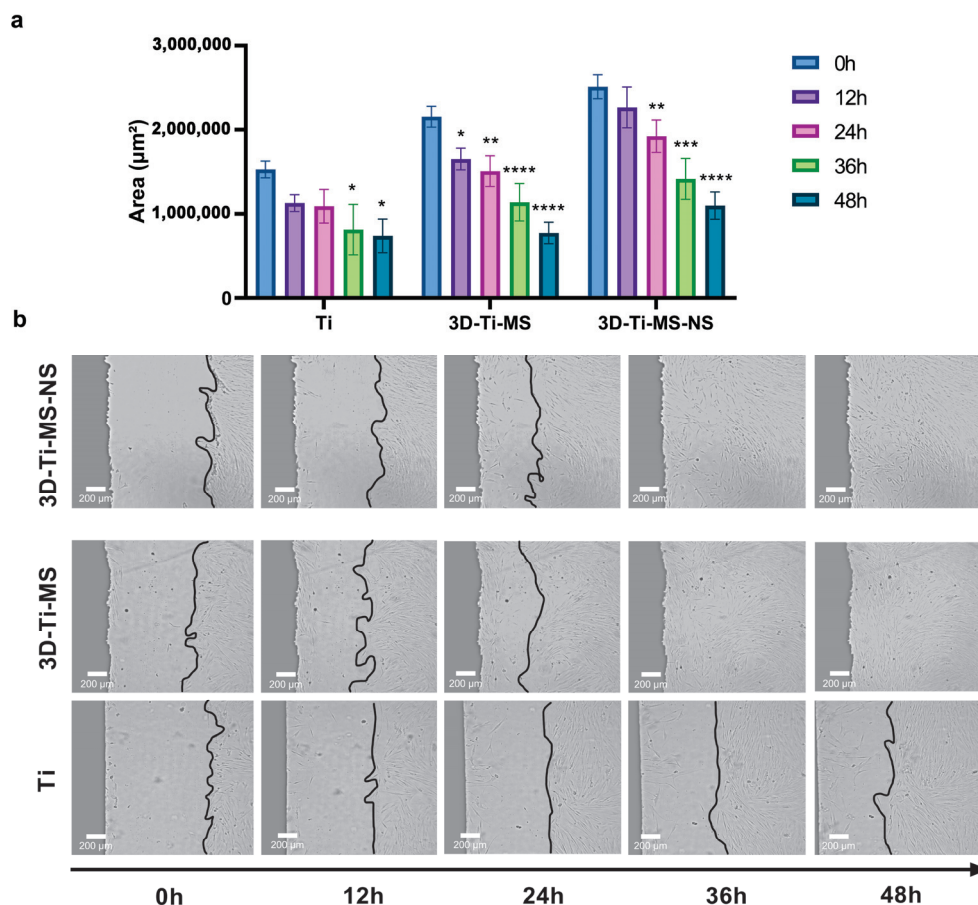 a
3,000,000
2,000,000
1,000,000
0
Area (µm²)
* *
* ** **** ****
** *** ****
Ti 3D-Ti-MS 3D-Ti-MS-NS
0h
12h
24h
36h
48h
b
3D-Ti-MS-NS
200 µm 200 µm 200 µm 200 µm 200 µm
3D-Ti-MS
200 µm 200 µm 200 µm 200 µm 200 µm
Ti
200 µm 200 µm 200 µm 200 µm 200 µm
0h 12h 24h 36h 48h